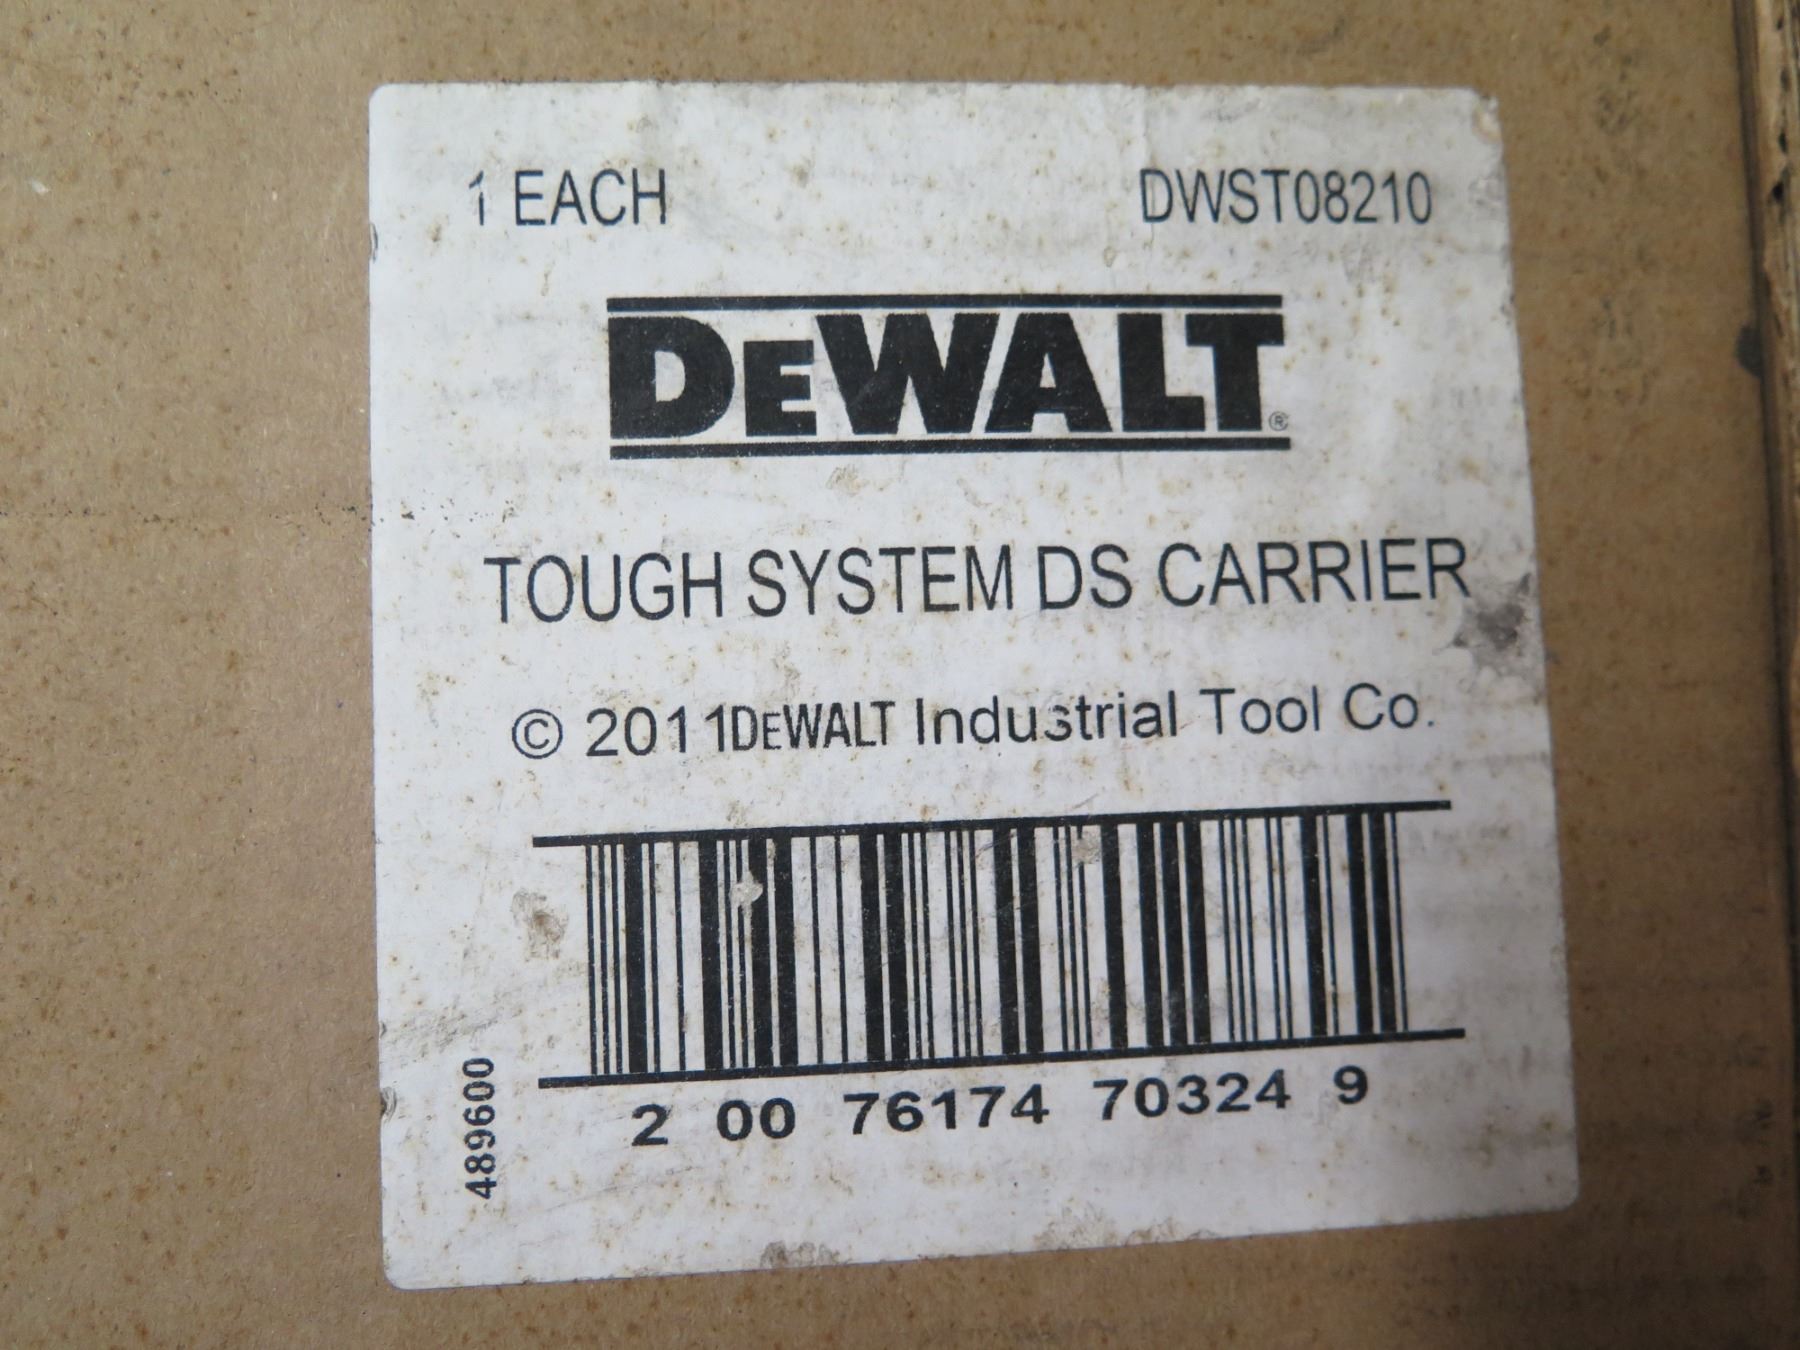 1 EACH DWST08210
DEWALT®
TOUGH SYSTEM DS CARRIER
© 2011DEWALT Industrial Tool Co.
2 00 76174 70324 9
489600